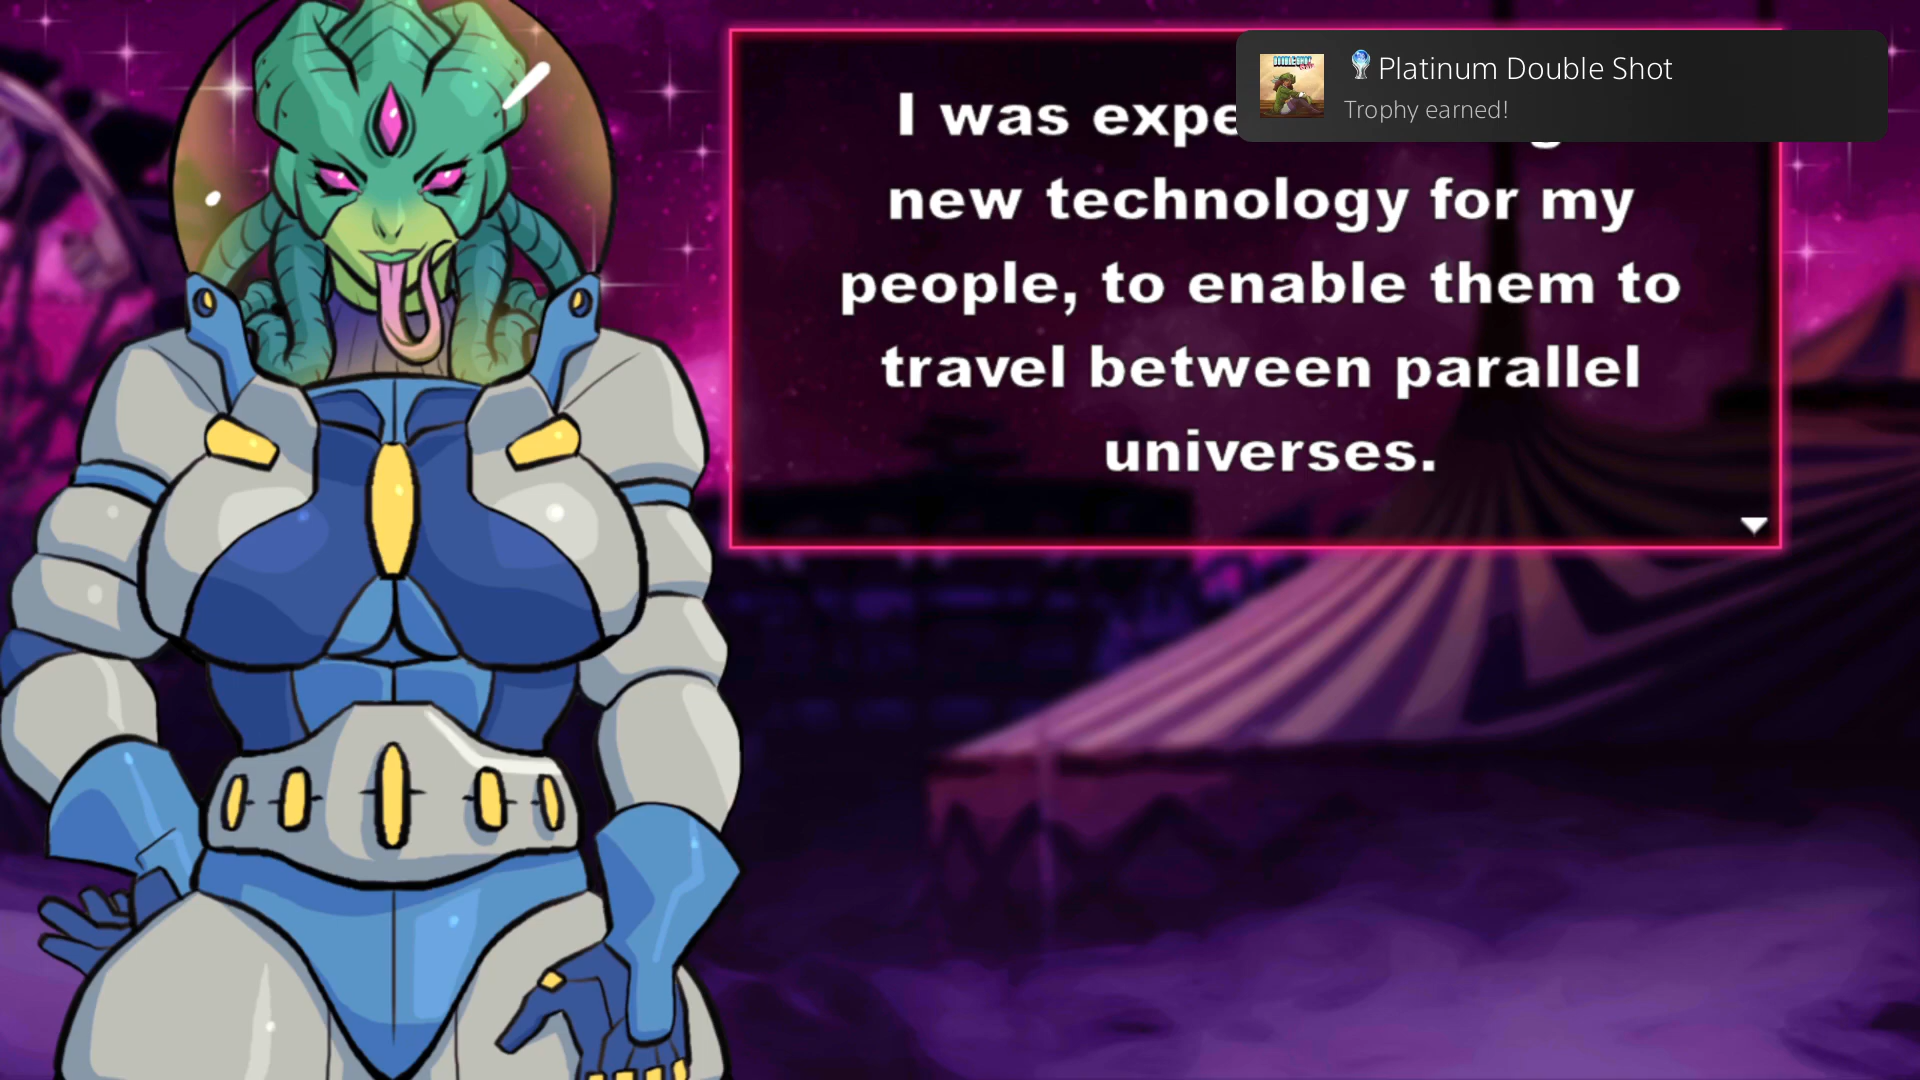 I was
Platinum Double Shot
Trophy earned!
new technology for my
people, to enable them to
travel between parallel
universes.